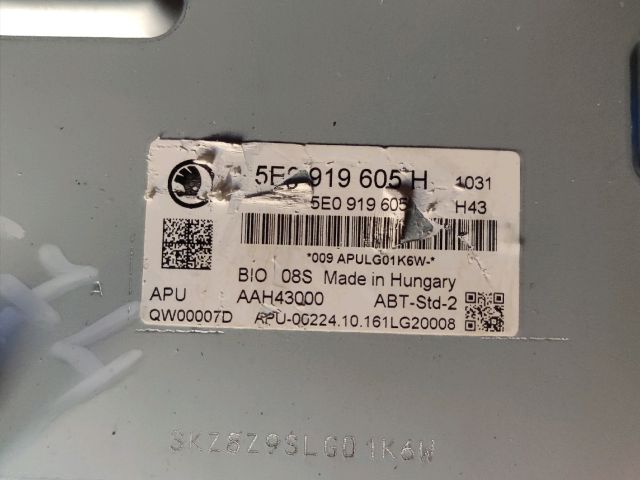 5E0 919 605 H 1031
5E0 919 605 H43
*009 APULG01K6W-*
BIO 08S Made in Hungary
APU AAH43000 ABT-Std-2
QW00007D APU-00224.10.161LG20008
SKZ8Z9SLG01K6W